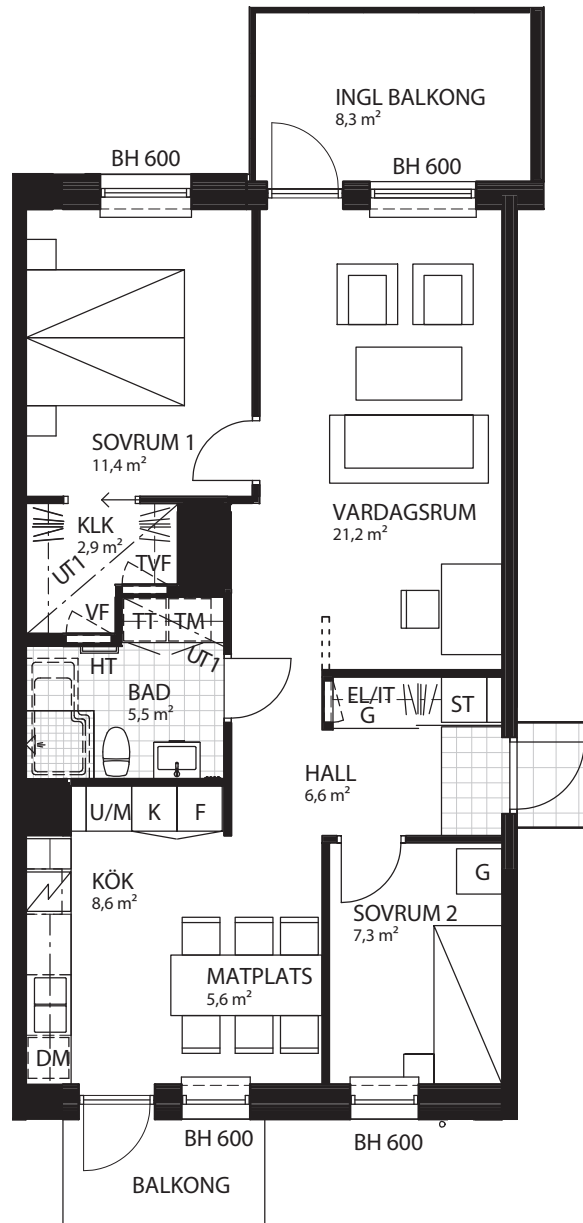 INGL BALKONG
8,3 m²
BH 600
BH 600
SOVRUM 1
11,4 m²
VARDAGSRUM
21,2 m²
KLK
2,9 m²
UT1
TVF
VF
TT
TM
UT1
HT
BAD
5,5 m²
EL/IT
G
ST
HALL
6,6 m²
U/M
K
F
KÖK
8,6 m²
G
SOVRUM 2
7,3 m²
MATPLATS
5,6 m²
DM
BH 600
BH 600
BALKONG